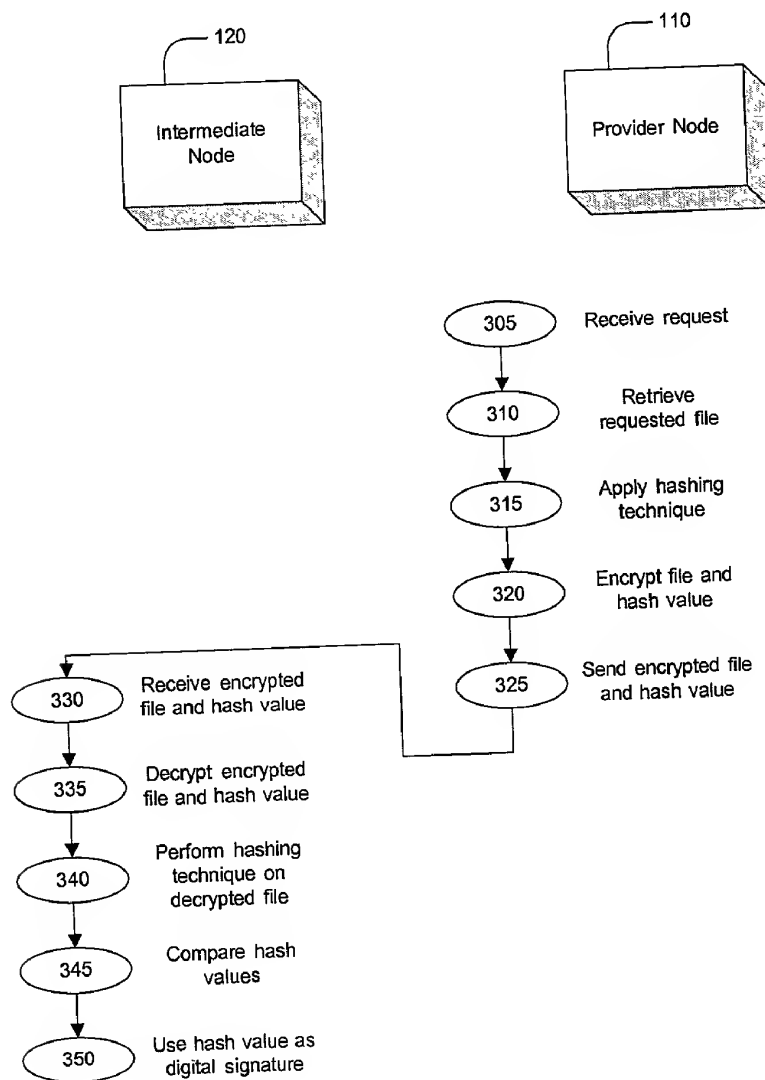 120
110
Intermediate
Node
Provider Node
305
Receive request
310
Retrieve
requested file
315
Apply hashing
technique
320
Encrypt file and
hash value
325
Send encrypted file
and hash value
330
Receive encrypted
file and hash value
335
Decrypt encrypted
file and hash value
340
Perform hashing
technique on
decrypted file
345
Compare hash
values
350
Use hash value as
digital signature